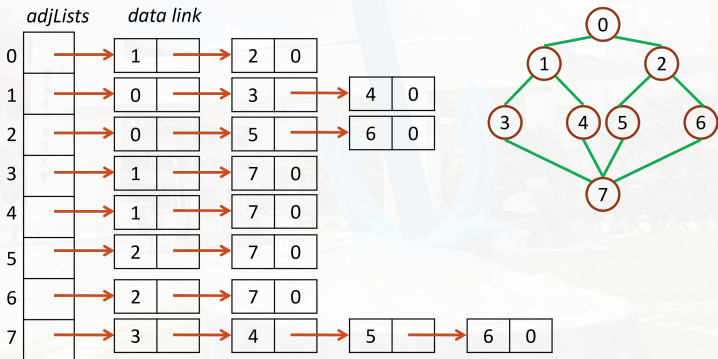 adjLists data link
0 1 2 0
1 0 3 4 0
2 0 5 6 0
3 1 7 0
4 1 7 0
5 2 7 0
6 2 7 0
7 3 4 5 6 0
0
1 2
3 4 5 6
7